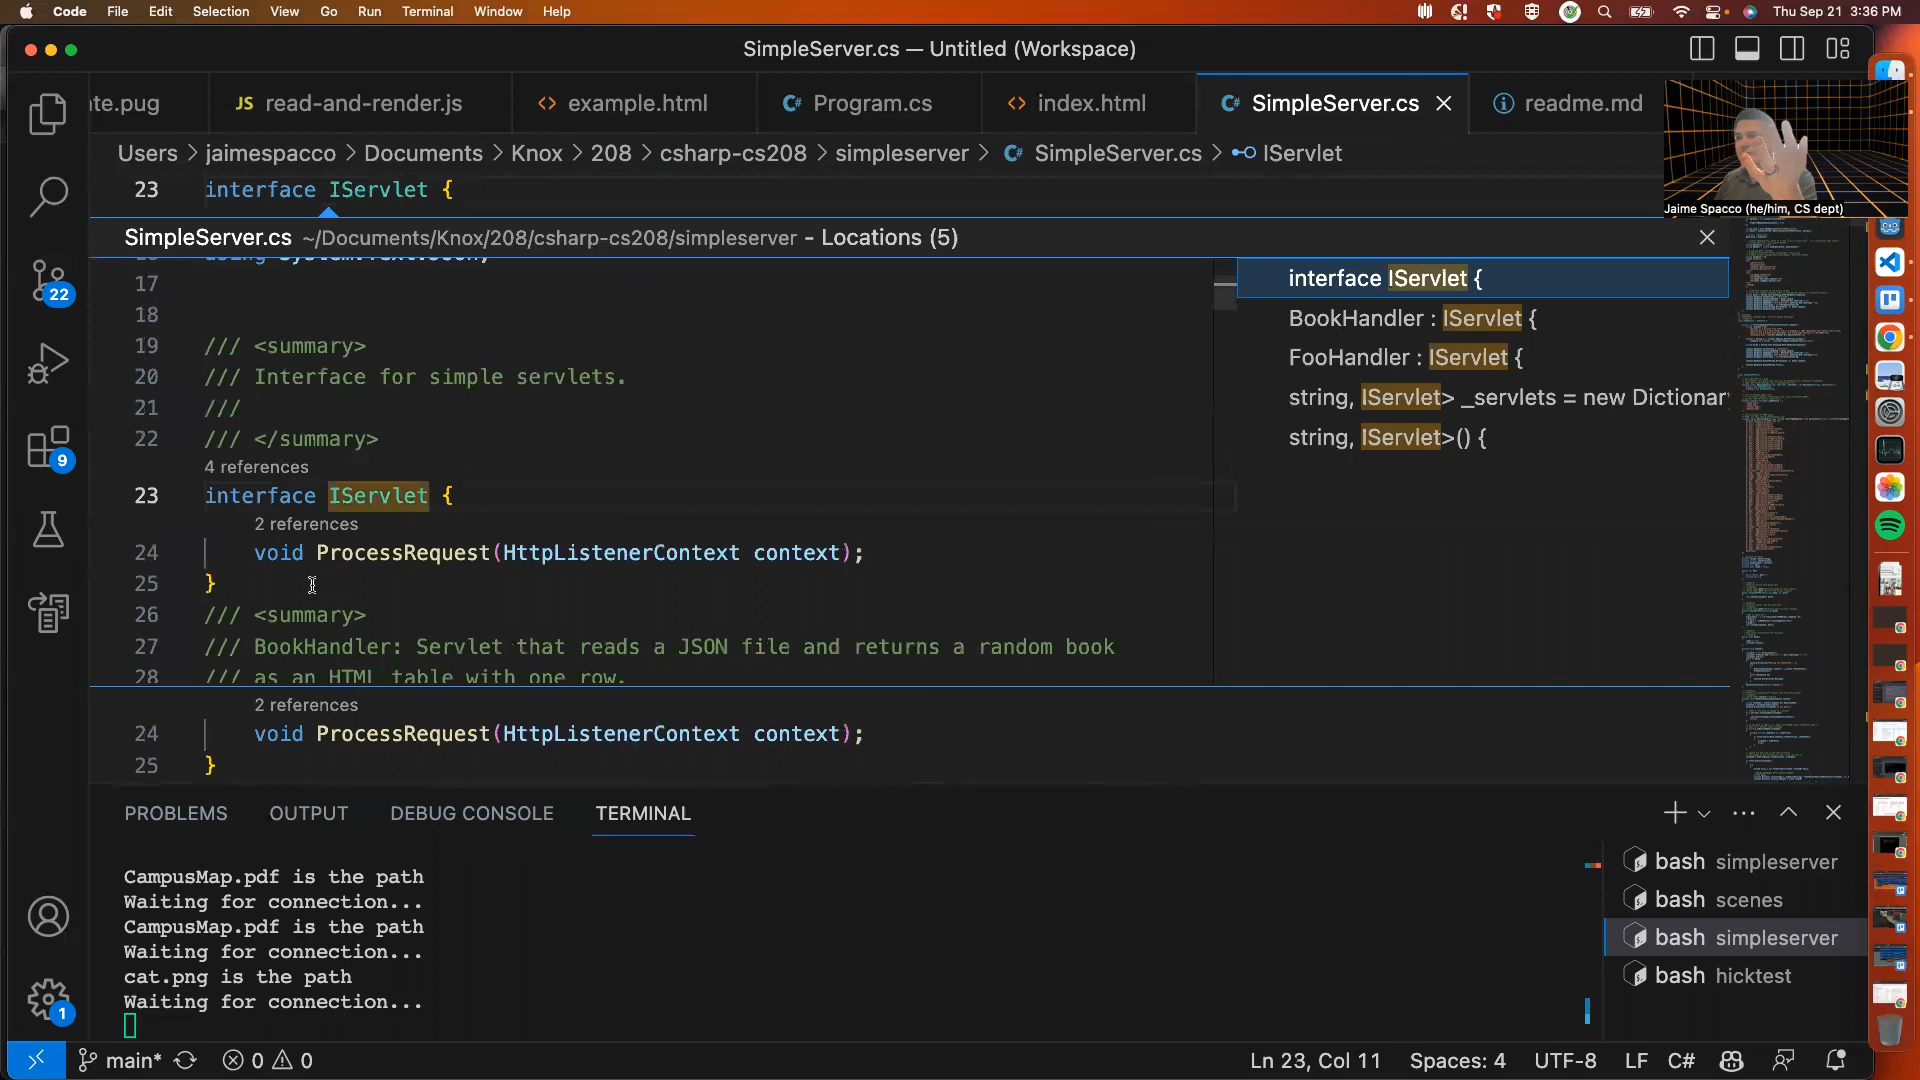 Code File Edit Selection View Go Run Terminal Window Help Thu Sep 21 3:36 PM
SimpleServer.cs — Untitled (Workspace)
te.pug JS read-and-render.js <> example.html C# Program.cs <> index.html C# SimpleServer.cs readme.md
Users > jaimespacco > Documents > Knox > 208 > csharp-cs208 > simpleserver > C# SimpleServer.cs > IServlet
23 interface IServlet {
Jaime Spacco (he/him, CS dept)
SimpleServer.cs ~/Documents/Knox/208/csharp-cs208/simpleserver - Locations (5)
17
18
19 /// <summary>
20 /// Interface for simple servlets.
21 ///
22 /// </summary>
4 references
23 interface IServlet {
2 references
24 void ProcessRequest(HttpListenerContext context);
25 }
26 /// <summary>
27 /// BookHandler: Servlet that reads a JSON file and returns a random book
28 /// as an HTML table with one row.
interface IServlet {
BookHandler : IServlet {
FooHandler : IServlet {
string, IServlet> _servlets = new Dictionar
string, IServlet>() {
2 references
24 void ProcessRequest(HttpListenerContext context);
25 }
22
9
1
PROBLEMS OUTPUT DEBUG CONSOLE TERMINAL
CampusMap.pdf is the path
Waiting for connection...
CampusMap.pdf is the path
Waiting for connection...
cat.png is the path
Waiting for connection...
bash simpleserver
bash scenes
bash simpleserver
bash hicktest
main* 0 0 Ln 23, Col 11 Spaces: 4 UTF-8 LF C#